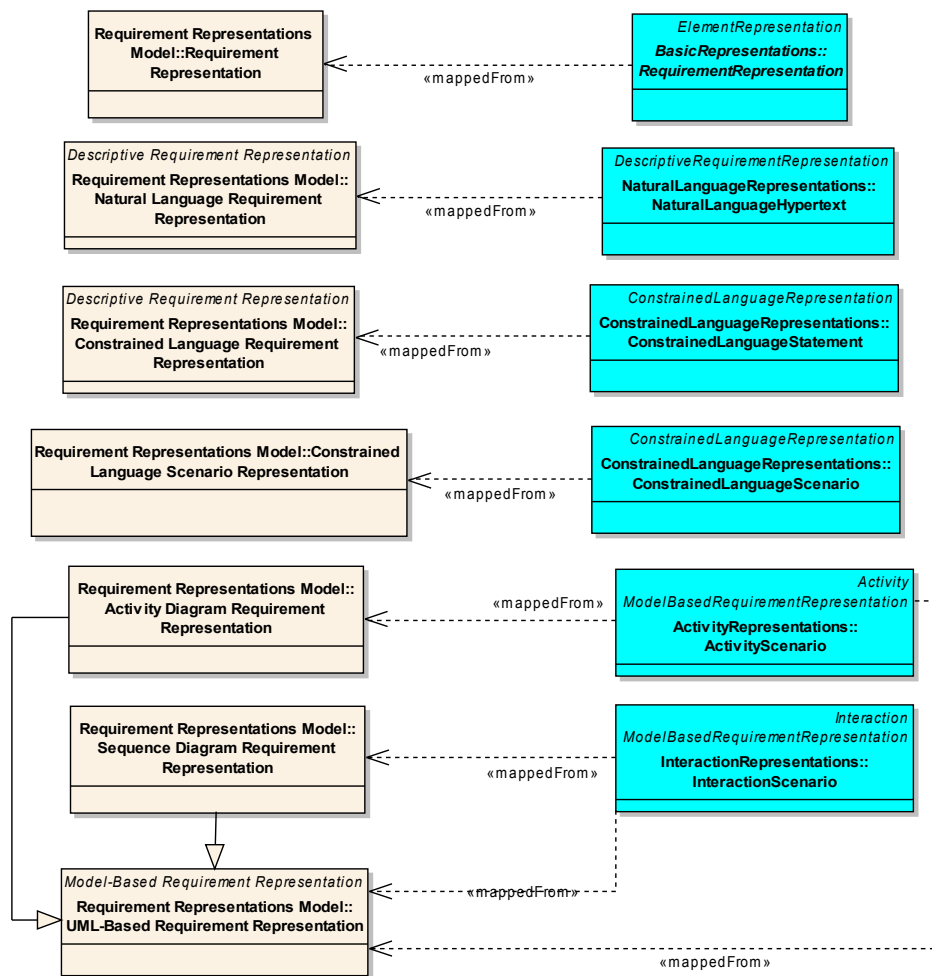 Requirement Representations
Model::Requirement
Representation
ElementRepresentation
BasicRepresentations::
RequirementRepresentation
«mappedFrom»
Descriptive Requirement Representation
Requirement Representations Model::
Natural Language Requirement
Representation
DescriptiveRequirementRepresentation
NaturalLanguageRepresentations::
NaturalLanguageHypertext
«mappedFrom»
Descriptive Requirement Representation
Requirement Representations Model::
Constrained Language Requirement
Representation
ConstrainedLanguageRepresentation
ConstrainedLanguageRepresentations::
ConstrainedLanguageStatement
«mappedFrom»
Requirement Representations Model::Constrained
Language Scenario Representation
ConstrainedLanguageRepresentation
ConstrainedLanguageRepresentations::
ConstrainedLanguageScenario
«mappedFrom»
Requirement Representations Model::
Activity Diagram Requirement
Representation
Activity
ModelBasedRequirementRepresentation
ActivityRepresentations::
ActivityScenario
«mappedFrom»
Requirement Representations Model::
Sequence Diagram Requirement
Representation
Interaction
ModelBasedRequirementRepresentation
InteractionRepresentations::
InteractionScenario
«mappedFrom»
Model-Based Requirement Representation
Requirement Representations Model::
UML-Based Requirement Representation
«mappedFrom»
«mappedFrom»